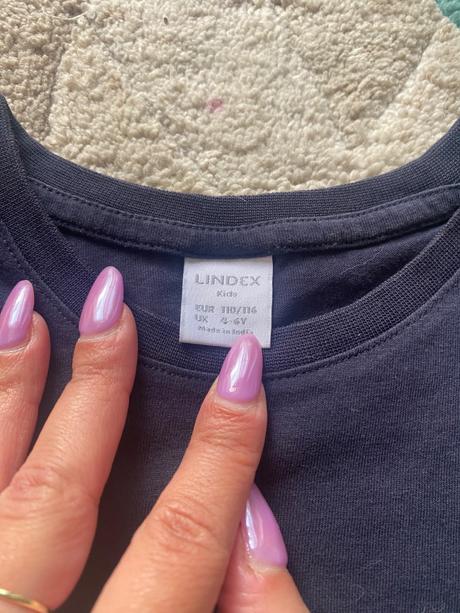 LINDEX
Kids
EUR 110/116
UK 4-6Y
Made in India